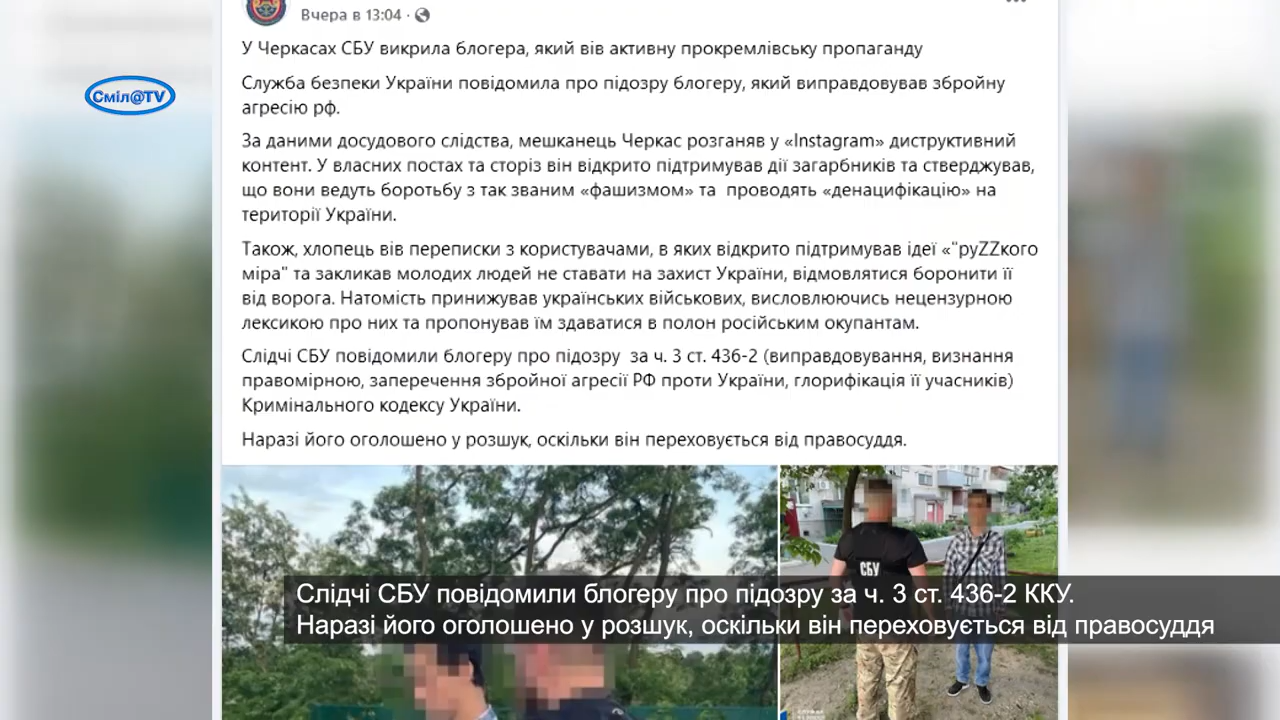 Вчера в 13:04 ·
У Черкасах СБУ викрила блогера, який вів активну прокремлівську пропаганду
Служба безпеки України повідомила про підозру блогеру, який виправдовував збройну
агресію рф.
Сміл@TV
За даними досудового слідства, мешканець Черкас розганяв у «Instagram» диструктивний
контент. У власних постах та сторіз він відкрито підтримував дії загарбників та стверджував,
що вони ведуть боротьбу з так званим «фашизмом» та проводять «денацифікацію» на
території України.
Також, хлопець вів переписки з користувачами, в яких відкрито підтримував ідеї «"руZZкого
міра" та закликав молодих людей не ставати на захист України, відмовлятися боронити її
від ворога. Натомість принижував українських військових, висловлюючись нецензурною
лексикою про них та пропонував їм здаватися в полон російським окупантам.
Слідчі СБУ повідомили блогеру про підозру за ч. 3 ст. 436-2 (виправдовування, визнання
правомірною, заперечення збройної агресії РФ проти України, глорифікація її учасників)
Кримінального кодексу України.
Наразі його оголошено у розшук, оскільки він переховується від правосуддя.
СБУ
Слідчі СБУ повідомили блогеру про підозру за ч. 3 ст. 436-2 ККУ.
Наразі його оголошено у розшук, оскільки він переховується від правосуддя